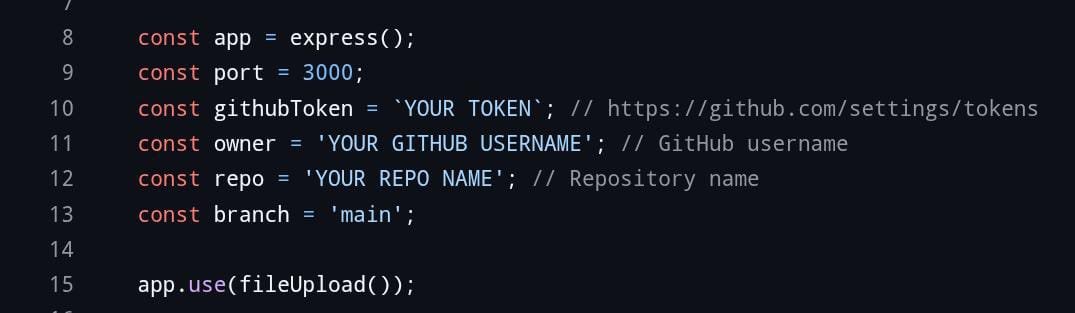 7
8 const app = express();
9 const port = 3000;
10 const githubToken = `YOUR TOKEN`; // https://github.com/settings/tokens
11 const owner = 'YOUR GITHUB USERNAME'; // GitHub username
12 const repo = 'YOUR REPO NAME'; // Repository name
13 const branch = 'main';
14
15 app.use(fileUpload());